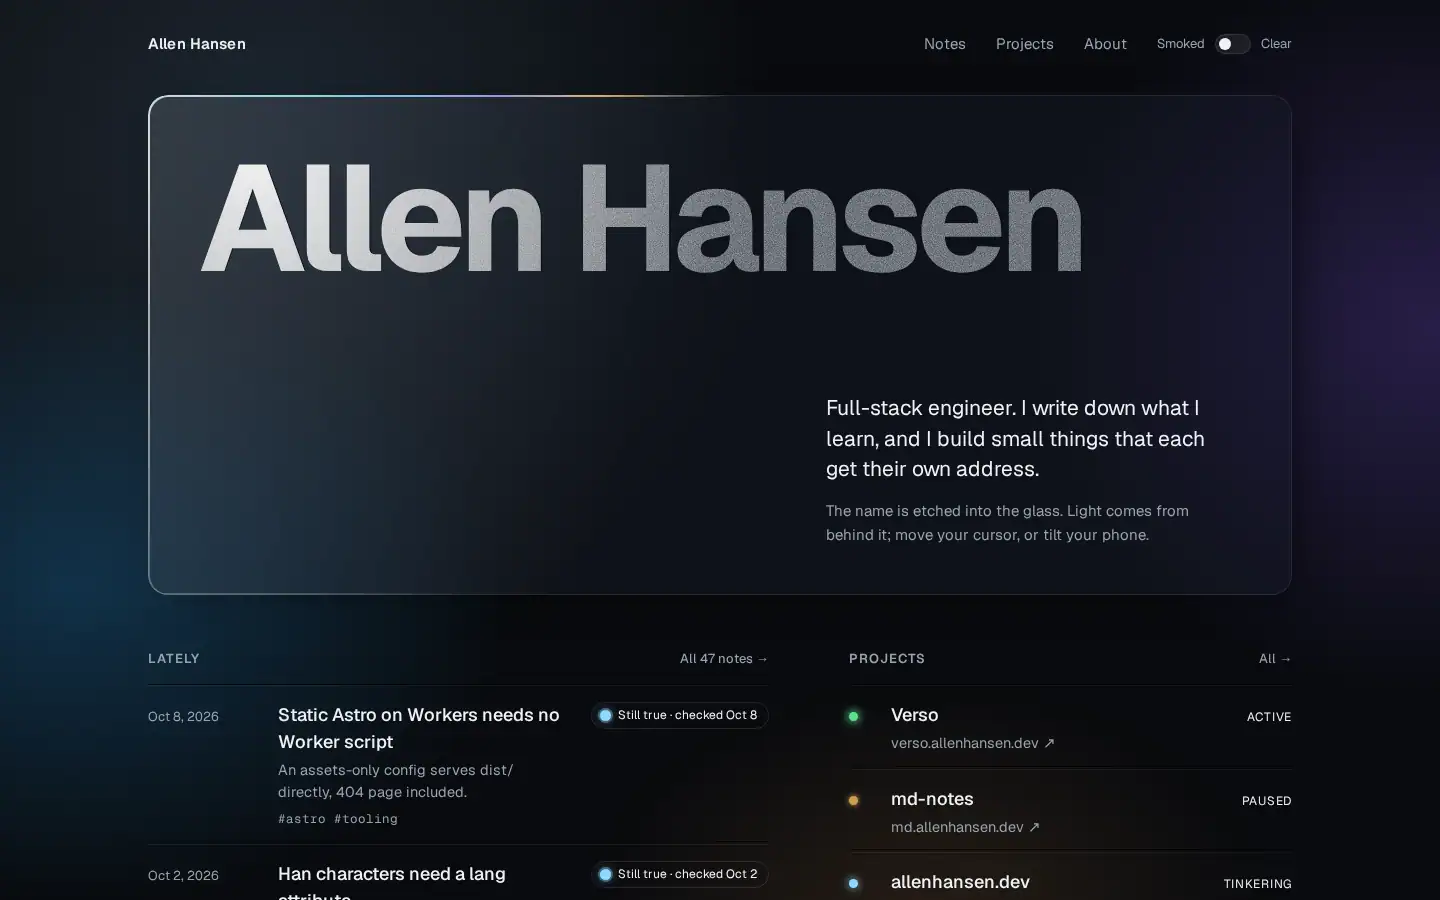 Allen Hansen
Notes Projects About Smoked Clear
Allen Hansen
Full-stack engineer. I write down what I
learn, and I build small things that each
get their own address.
The name is etched into the glass. Light comes from
behind it; move your cursor, or tilt your phone.
LATELY
All 47 notes →
Oct 8, 2026
Static Astro on Workers needs no
Worker script
Still true · checked Oct 8
An assets-only config serves dist/
directly, 404 page included.
#astro #tooling
Oct 2, 2026
Han characters need a lang
attribute
Still true · checked Oct 2
PROJECTS
All →
Verso
ACTIVE
verso.allenhansen.dev ↗
md-notes
PAUSED
md.allenhansen.dev ↗
allenhansen.dev
TINKERING